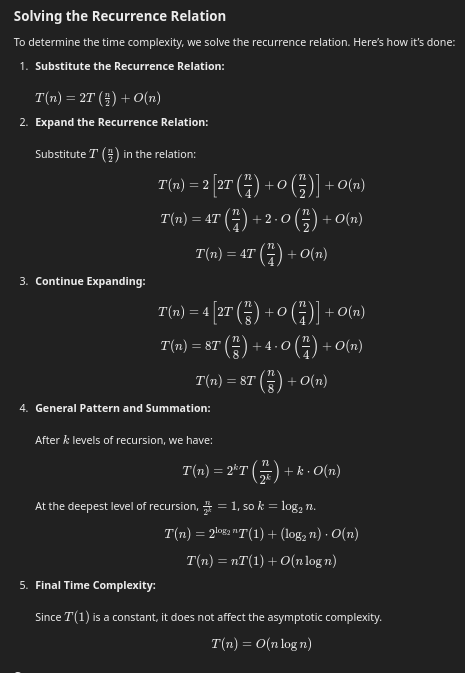 Solving the Recurrence Relation
To determine the time complexity, we solve the recurrence relation. Here’s how it’s done:
1. Substitute the Recurrence Relation:
T(n) = 2T (n/2) + O(n)
2. Expand the Recurrence Relation:
Substitute T (n/2) in the relation:
T(n) = 2 [2T (n/4) + O (n/2)] + O(n)
T(n) = 4T (n/4) + 2 · O (n/2) + O(n)
T(n) = 4T (n/4) + O(n)
3. Continue Expanding:
T(n) = 4 [2T (n/8) + O (n/4)] + O(n)
T(n) = 8T (n/8) + 4 · O (n/4) + O(n)
T(n) = 8T (n/8) + O(n)
4. General Pattern and Summation:
After k levels of recursion, we have:
T(n) = 2^k T (n/2^k) + k · O(n)
At the deepest level of recursion, n/2^k = 1, so k = log₂ n.
T(n) = 2^(log₂ n) T(1) + (log₂ n) · O(n)
T(n) = nT(1) + O(n log n)
5. Final Time Complexity:
Since T(1) is a constant, it does not affect the asymptotic complexity.
T(n) = O(n log n)